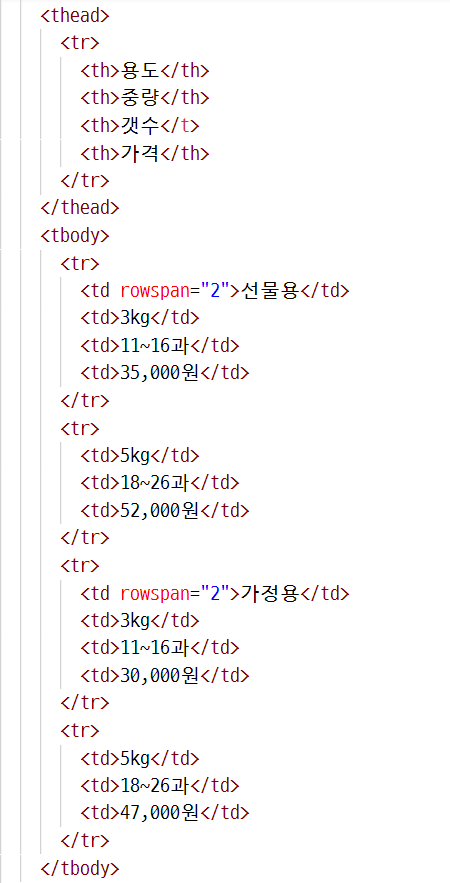 <thead>
<tr>
<th>용도</th>
<th>중량</th>
<th>갯수</t>
<th>가격</th>
</tr>
</thead>
<tbody>
<tr>
<td rowspan="2">선물용</td>
<td>3kg</td>
<td>11~16과</td>
<td>35,000원</td>
</tr>
<tr>
<td>5kg</td>
<td>18~26과</td>
<td>52,000원</td>
</tr>
<tr>
<td rowspan="2">가정용</td>
<td>3kg</td>
<td>11~16과</td>
<td>30,000원</td>
</tr>
<tr>
<td>5kg</td>
<td>18~26과</td>
<td>47,000원</td>
</tr>
</tbody>